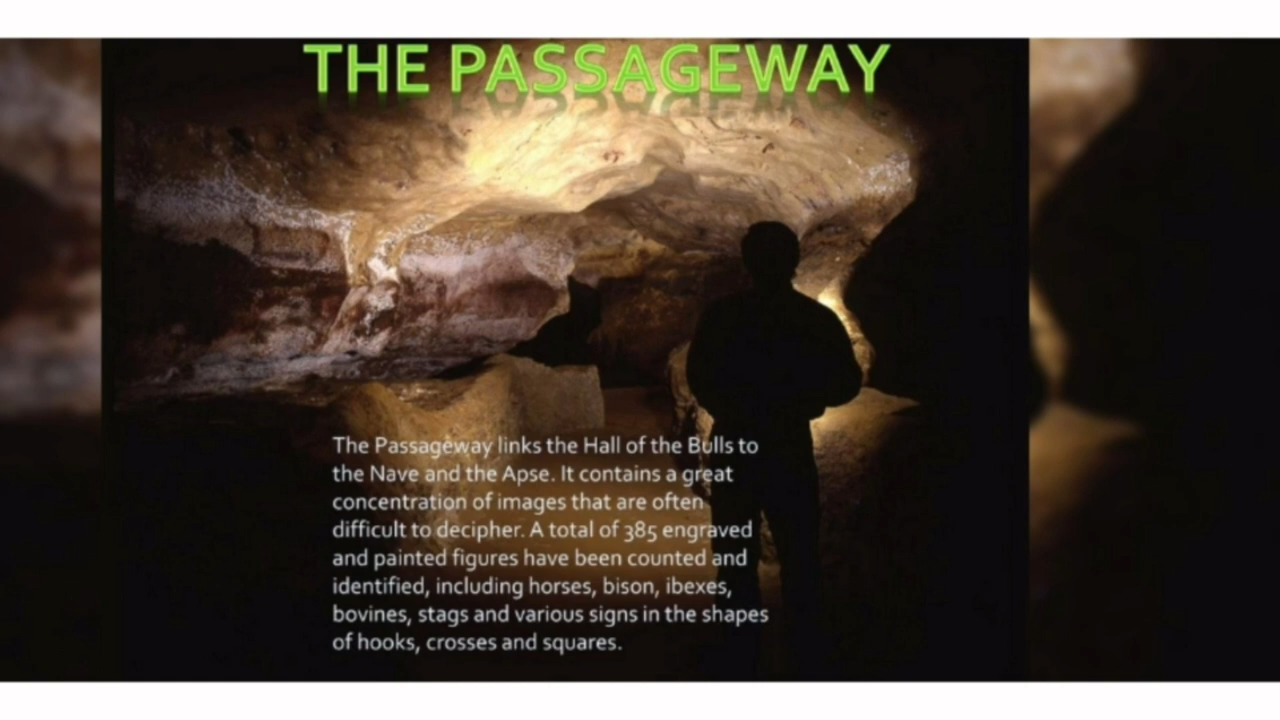 THE PASSAGEWAY
The Passageway links the Hall of the Bulls to
the Nave and the Apse. It contains a great
concentration of images that are often
difficult to decipher. A total of 385 engraved
and painted figures have been counted and
identified, including horses, bison, ibexes,
bovines, stags and various signs in the shapes
of hooks, crosses and squares.